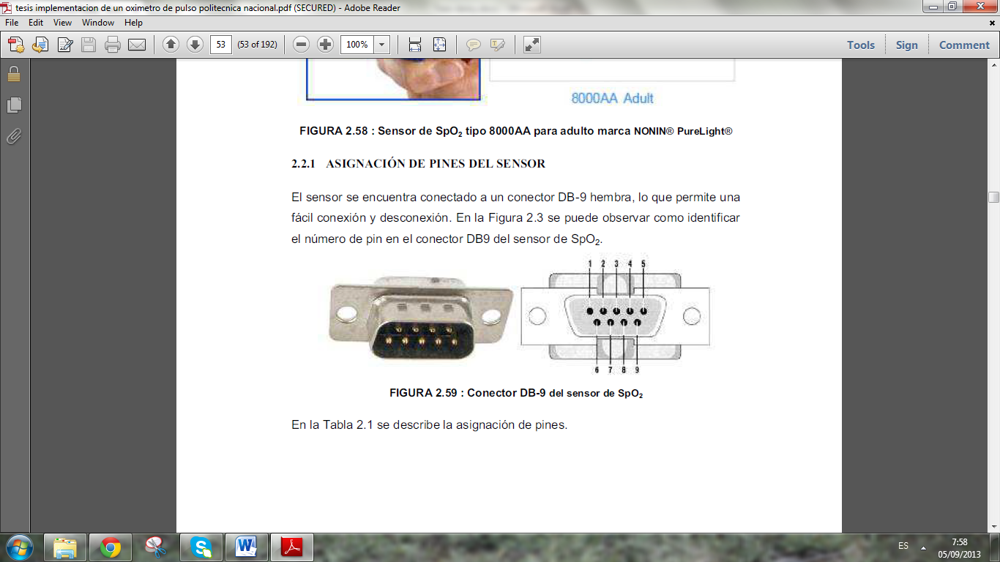 tesis implementacion de un oximetro de pulso politecnica nacional.pdf (SECURED) - Adobe Reader
File Edit View Window Help
53 (53 of 192) 100% Tools Sign Comment
8000AA Adult
FIGURA 2.58 : Sensor de SpO2 tipo 8000AA para adulto marca NONIN® PureLight®
2.2.1 ASIGNACIÓN DE PINES DEL SENSOR
El sensor se encuentra conectado a un conector DB-9 hembra, lo que permite una
fácil conexión y desconexión. En la Figura 2.3 se puede observar como identificar
el número de pin en el conector DB9 del sensor de SpO2.
1 2 3 4 5
6 7 8 9
FIGURA 2.59 : Conector DB-9 del sensor de SpO2
En la Tabla 2.1 se describe la asignación de pines.
ES 7:58
05/09/2013